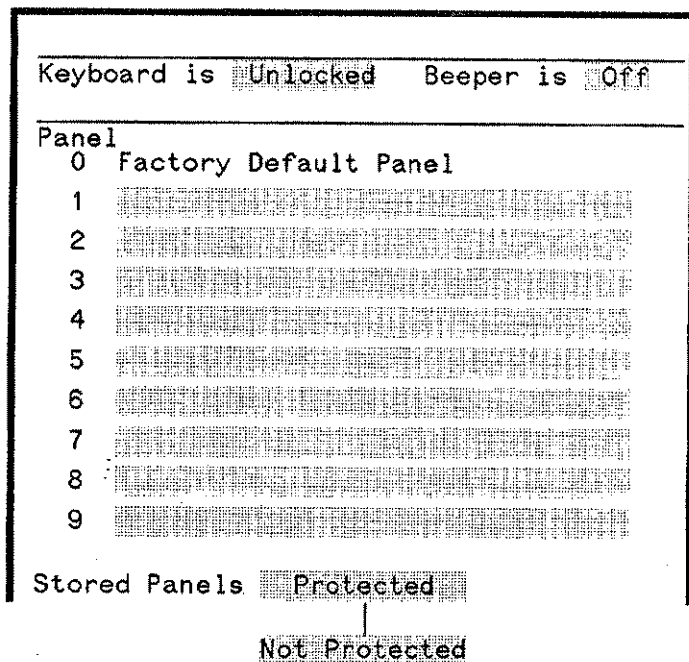 Keyboard is Unlocked Beeper is Off
Panel
0 Factory Default Panel
1
2
3
4
5
6
7
8
9
Stored Panels Protected
Not Protected